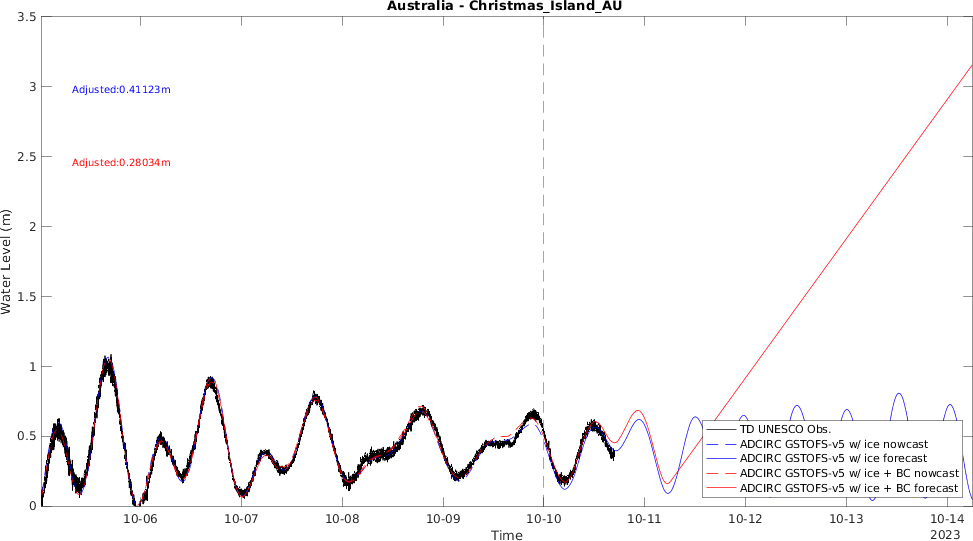 Australia - Christmas_Island_AU
3.5
3
2.5
2
1.5
1
0.5
0
Water Level (m)
Adjusted:0.41123m
Adjusted:0.28034m
TD UNESCO Obs.
ADCIRC GSTOFS-v5 w/ ice nowcast
ADCIRC GSTOFS-v5 w/ ice forecast
ADCIRC GSTOFS-v5 w/ ice + BC nowcast
ADCIRC GSTOFS-v5 w/ ice + BC forecast
10-06 10-07 10-08 10-09 10-10 10-11 10-12 10-13 10-14
2023
Time